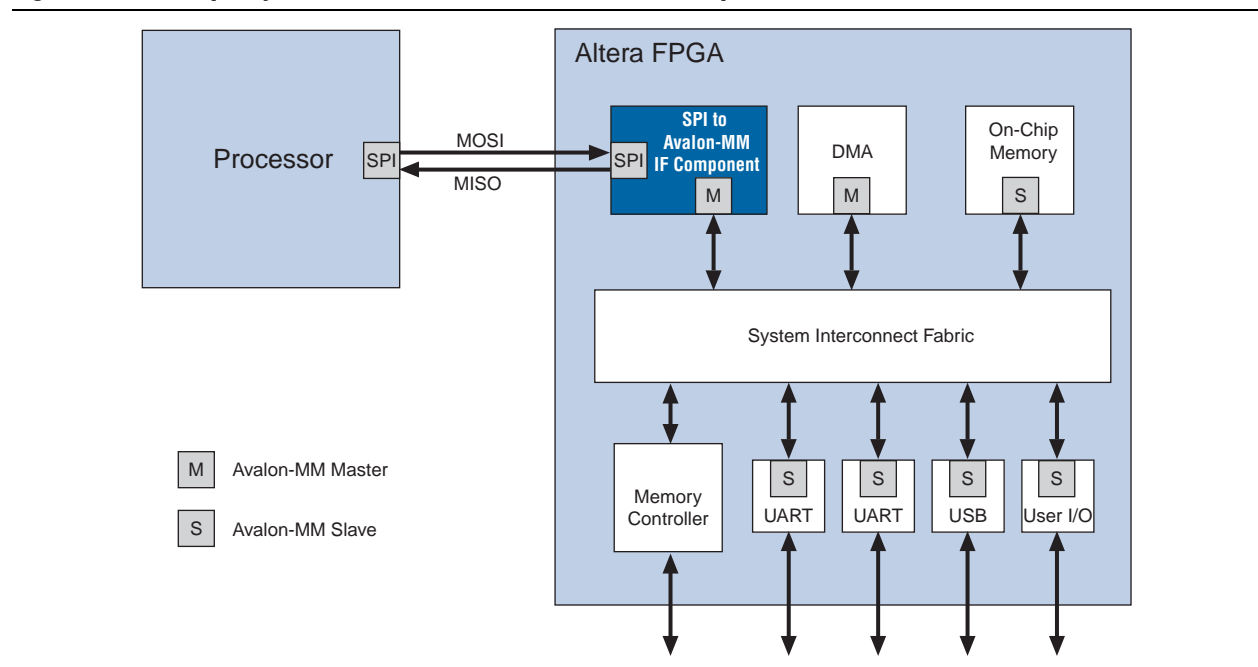 Altera FPGA
SPI to
Avalon-MM
IF Component
SPI
M
DMA
M
On-Chip
Memory
S
Processor
SPI
MOSI
MISO
System Interconnect Fabric
Memory
Controller
S
UART
S
UART
S
USB
S
User I/O
M Avalon-MM Master
S Avalon-MM Slave